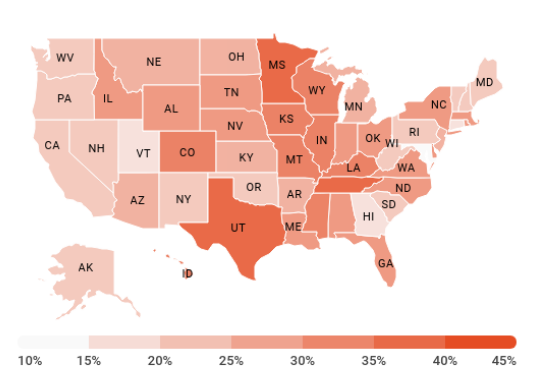 WV NE OH MS MD
PA IL TN WY
AL MN NC
KS
NV OK RI
CA NH VT CO KY MT IN WI
LA WA
AZ NY OR AR ND
SD
UT ME HI
GA
AK ID
10% 15% 20% 25% 30% 35% 40% 45%